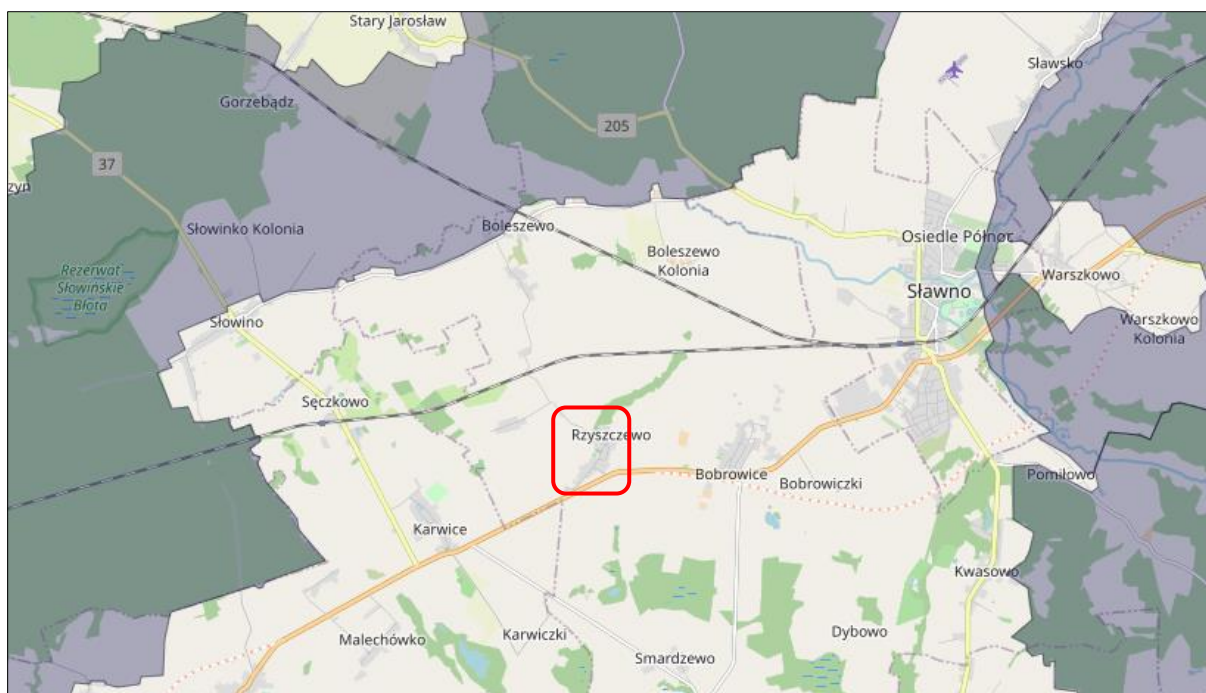 Stary Jarosław
Sławsko
Gorzebądz
205
37
zyn
Słowinko Kolonia
Boleszewo
Osiedle Północ
Boleszewo
Kolonia
Rezerwat
Słowińskie
Błota
Warszkowo
Sławno
Warszkowo
Kolonia
Słowino
Sęczkowo
Rzyszczewo
Bobrowice
Bobrowiczki
Pomiłowo
Karwice
Kwasowo
Malechówko
Karwiczki
Dybowo
Smardzewo